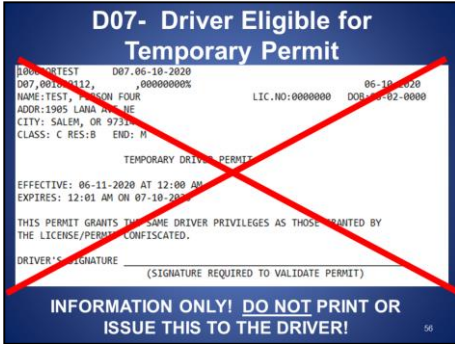 D07- Driver Eligible for
Temporary Permit
D07.06-10-2020
,00000000% 06-10-2020
NAME:TEST, PERSON FOUR LIC.NO:0000000
ADDR:1905 LANA AVE NE
CITY: SALEM, OR 97314
CLASS: C RES:B END: M
TEMPORARY DRIVER PERMIT
EFFECTIVE: 06-11-2020 AT 12:00 AM
EXPIRES: 12:01 AM ON 07-10-2020
THIS PERMIT GRANTS THE SAME DRIVER PRIVILEGES AS THOSE GRANTED BY
THE LICENSE/PERMIT CONFISCATED.
DRIVER'S SIGNATURE
(SIGNATURE REQUIRED TO VALIDATE PERMIT)
INFORMATION ONLY! DO NOT PRINT OR
ISSUE THIS TO THE DRIVER!
56